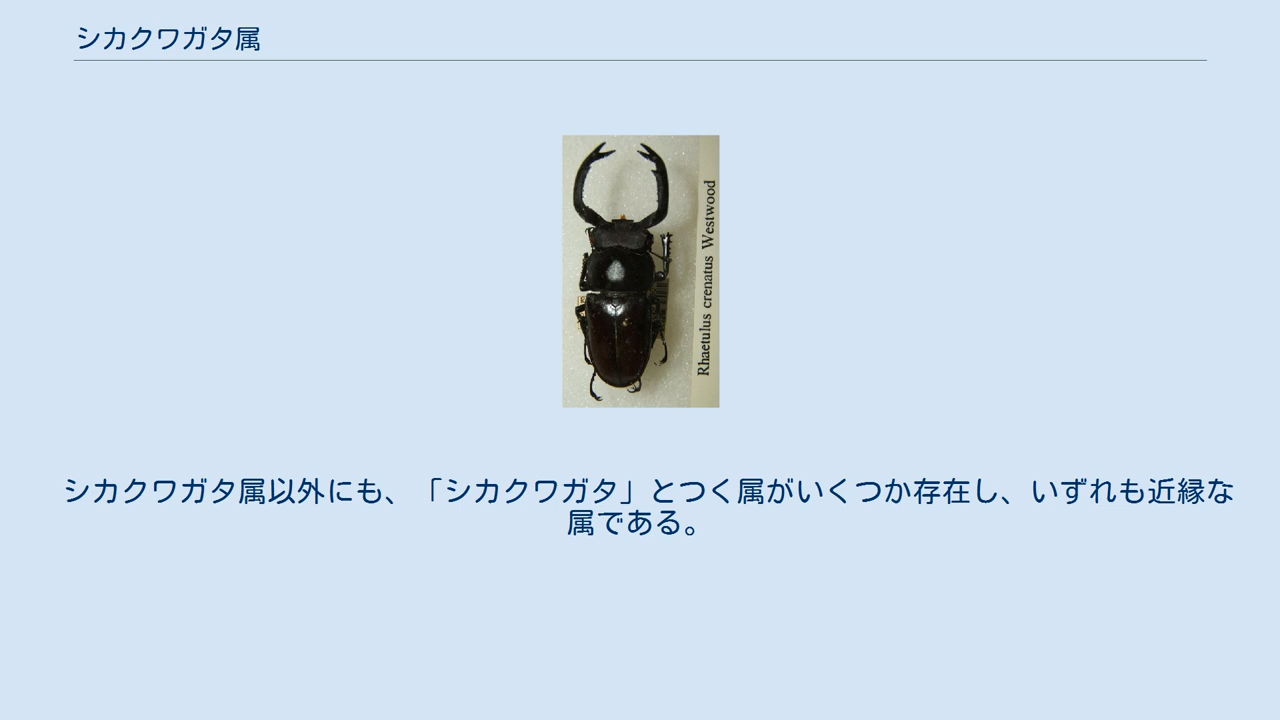 シカクワガタ属
Rhaetulus crenatus Westwood
シカクワガタ属以外にも、「シカクワガタ」とつく属がいくつか存在し、いずれも近縁な
属である。